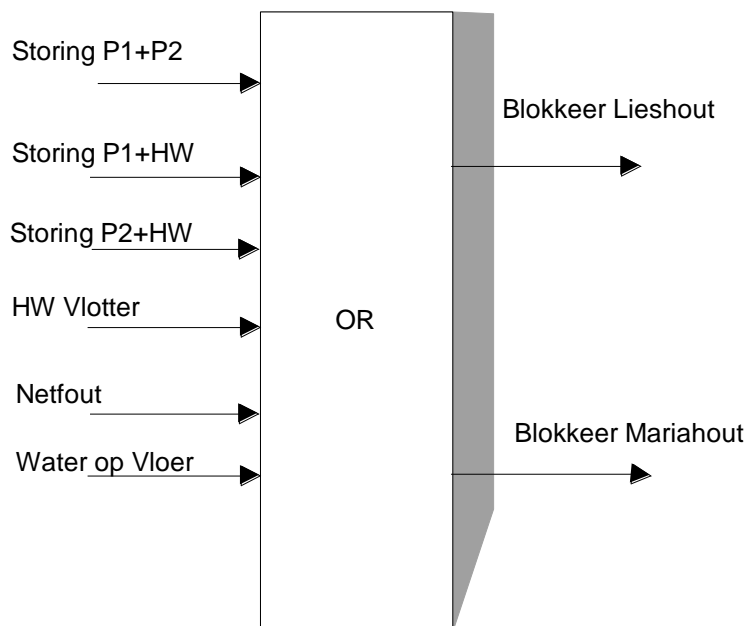 Storing P1+P2
Storing P1+HW
Storing P2+HW
HW Vlotter
Netfout
Water op Vloer
OR
Blokkeer Lieshout
Blokkeer Mariahout